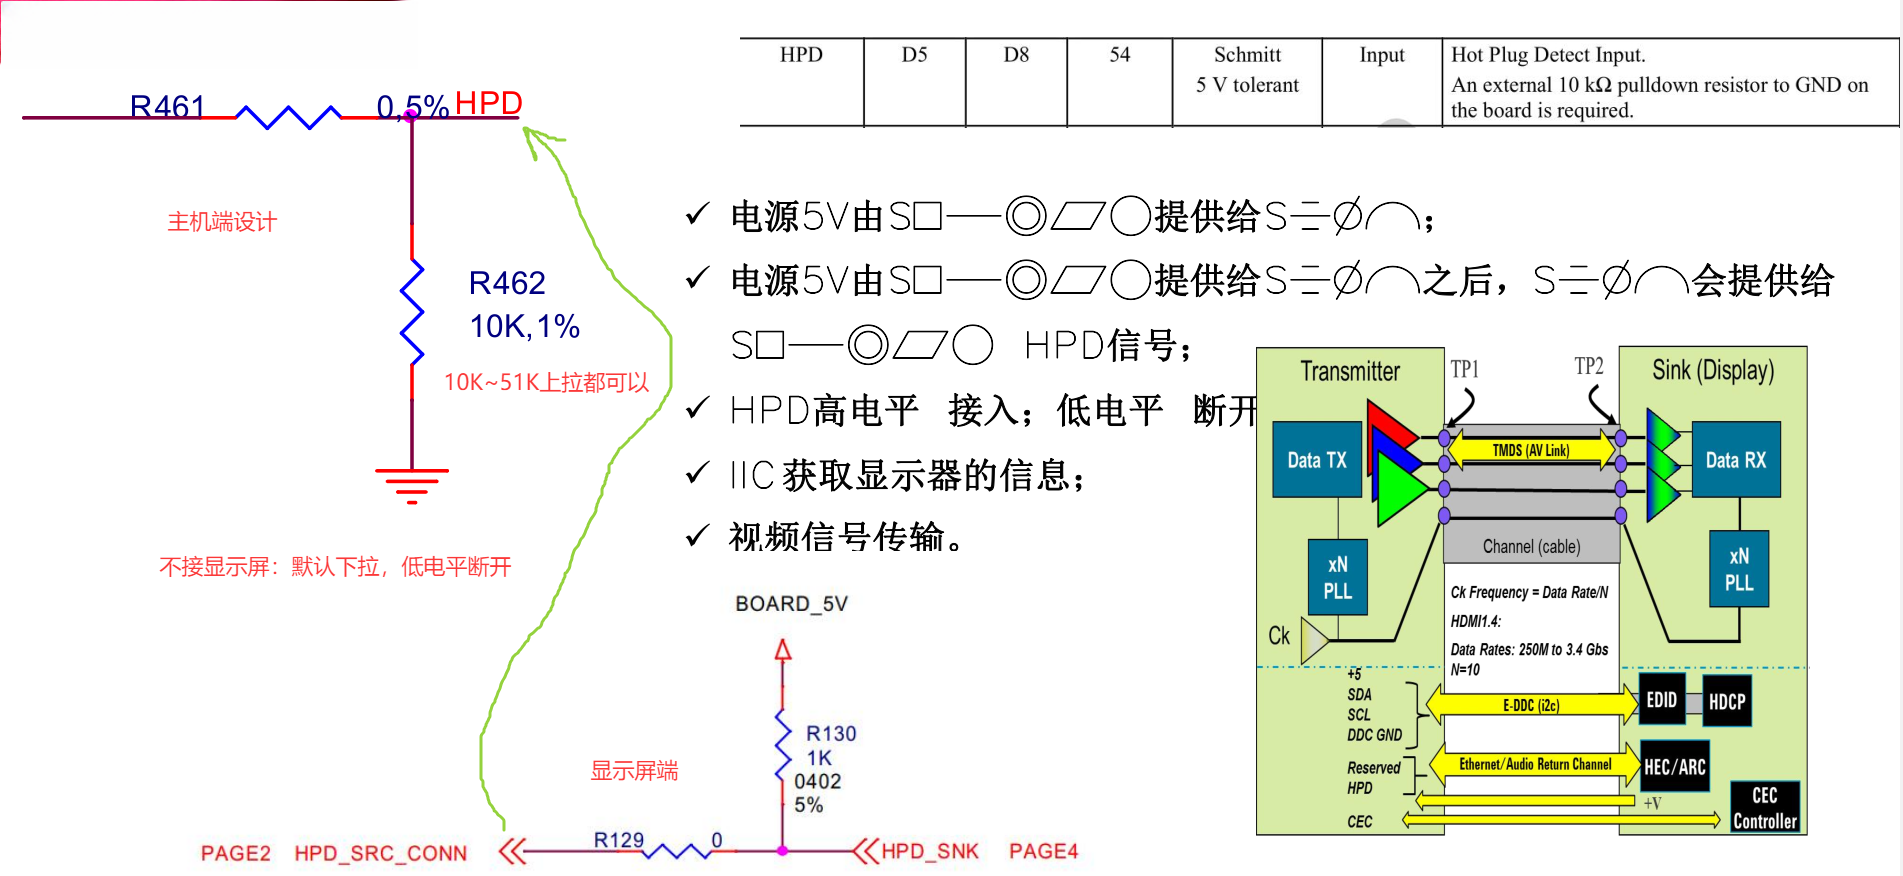 HPD D5 D8 54 Schmitt 5 V tolerant Input Hot Plug Detect Input.
An external 10 kΩ pulldown resistor to GND on
the board is required.
R461 0,5% HPD
主机端设计
R462
10K,1%
10K~51K上拉都可以
不接显示屏：默认下拉，低电平断开
✓ 电源5V由S□—◎▱○提供给S二∅⌒；
✓ 电源5V由S□—◎▱○提供给S二∅⌒之后，S二∅⌒会提供给
S□—◎▱○ HPD信号；
✓ HPD高电平 接入；低电平 断开
✓ IIC获取显示器的信息；
✓ 视频信号传输。
BOARD_5V
R130
1K
0402
5%
显示屏端
R129 0
PAGE2 HPD_SRC_CONN
HPD_SNK PAGE4
Transmitter
TP1
TP2
Sink (Display)
Data TX
TMDS (AV Link)
Data RX
Channel (cable)
xN
PLL
xN
PLL
Ck
Ck Frequency = Data Rate/N
HDMI1.4:
Data Rates: 250M to 3.4 Gbs
N=10
+5
SDA
SCL
DDC GND
E-DDC (i2c)
EDID
HDCP
Reserved
HPD
Ethernet/Audio Return Channel
HEC/ARC
+V
CEC
CEC
Controller